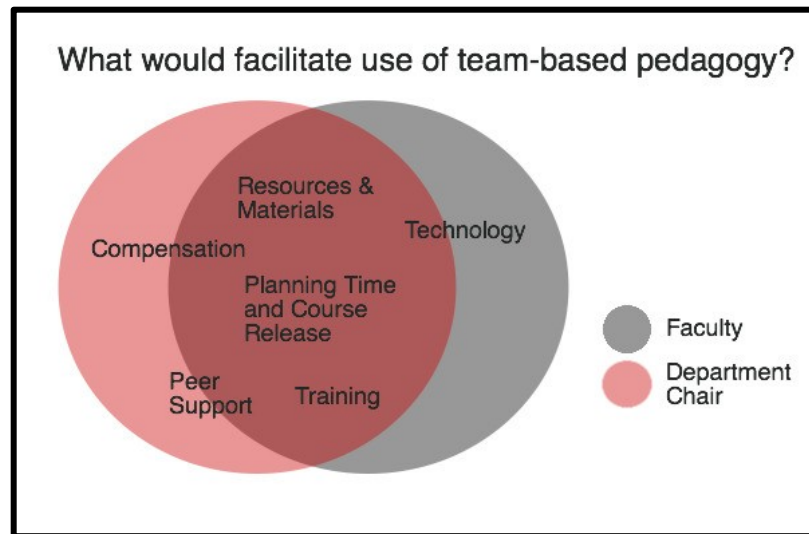 What would facilitate use of team-based pedagogy?
Resources &
Materials
Technology
Compensation
Planning Time
and Course
Release
Peer
Support
Training
Faculty
Department
Chair